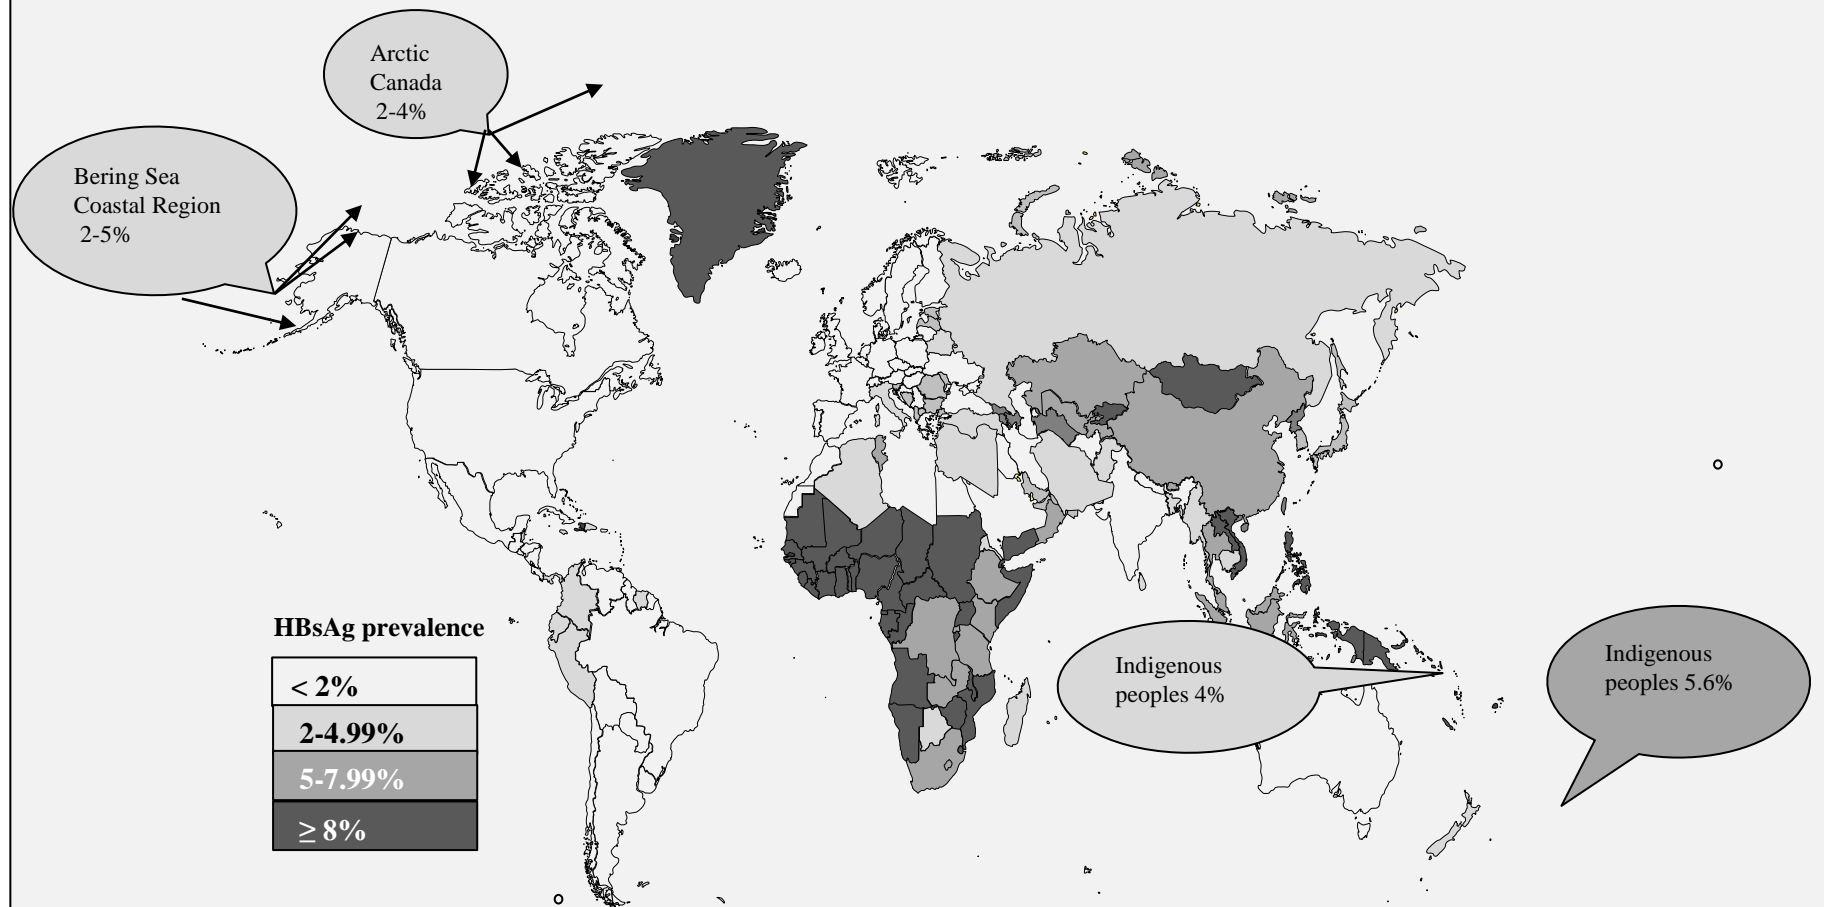 Arctic
Canada
2-4%
Bering Sea
Coastal Region
2-5%
HBsAg prevalence
< 2%
2-4.99%
5-7.99%
≥ 8%
Indigenous
peoples 4%
Indigenous
peoples 5.6%